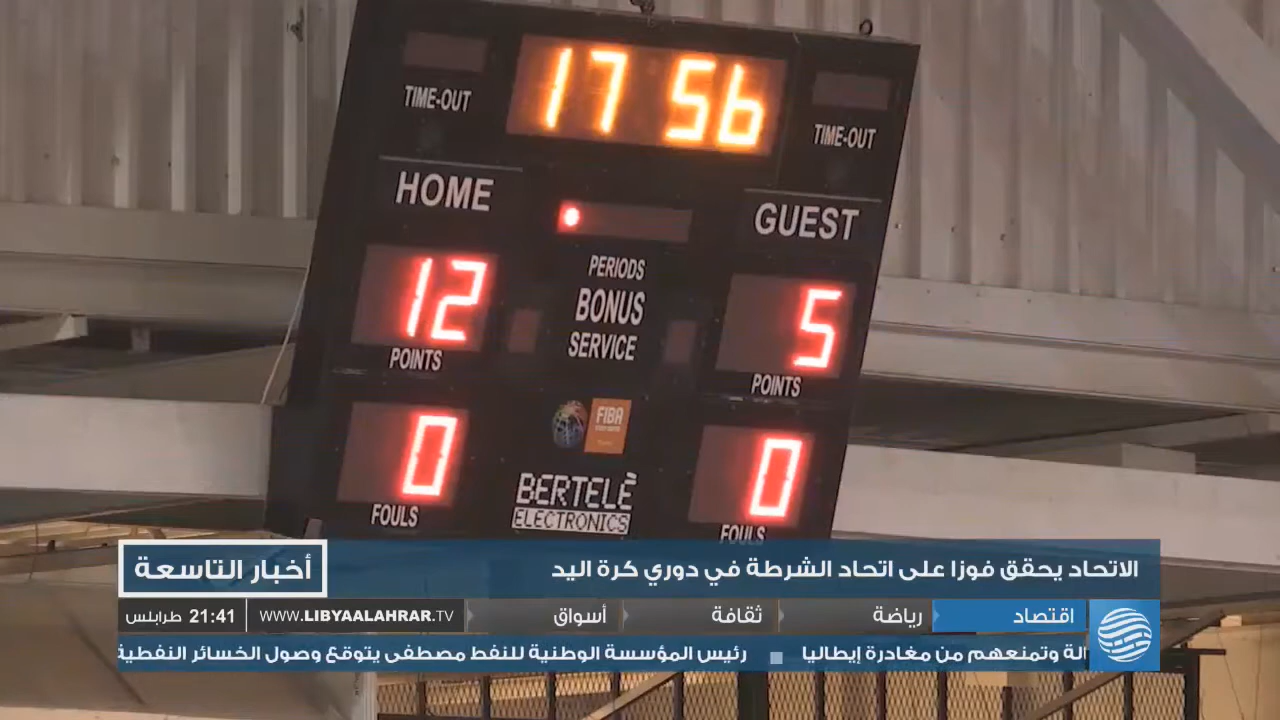 17 56
TIME-OUT
TIME-OUT
HOME
GUEST
PERIODS
BONUS
SERVICE
12
5
POINTS
POINTS
FIBA
0
0
FOULS
FOULS
BERTELÈ
ELECTRONICS
الاتحاد يحقق فوزا على اتحاد الشرطة في دوري كرة اليد
أخبار التاسعة
اقتصاد
رياضة
ثقافة
أسواق
WWW.LIBYAALAHRAR.TV
21:41 طرابلس
الة وتمنعهم من مغادرة إيطاليا
رئيس المؤسسة الوطنية للنفط مصطفى يتوقع وصول الخسائر النفطية